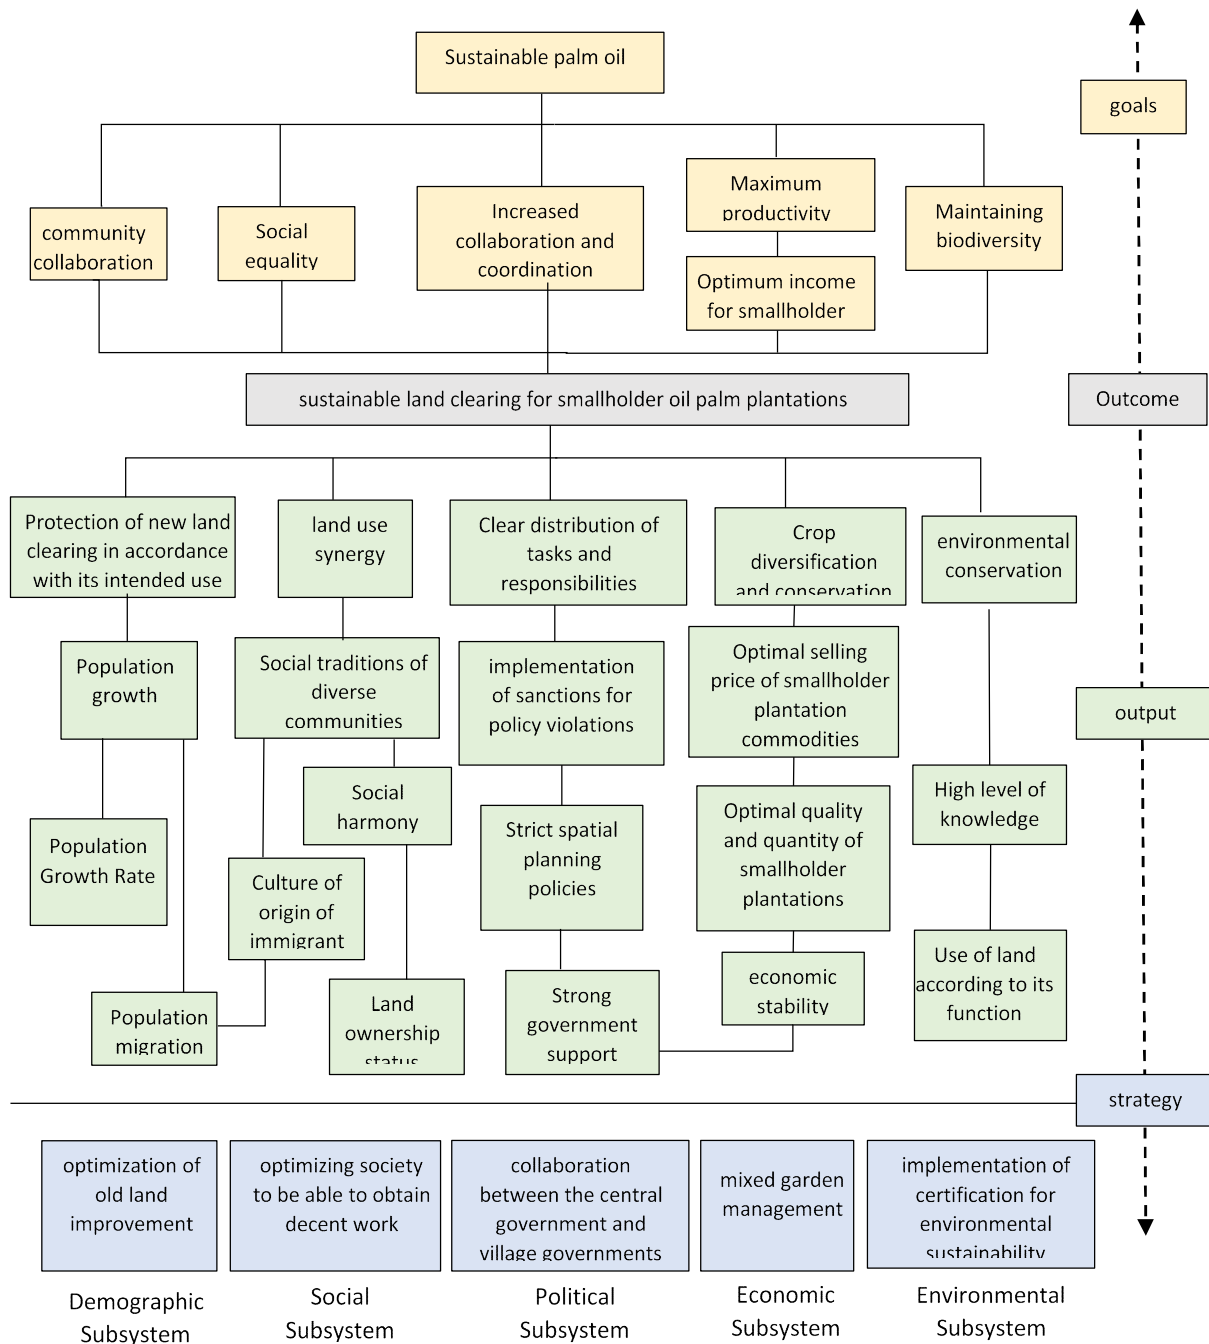 Sustainable palm oil
goals
community
collaboration
Social
equality
Increased
collaboration and
coordination
Maximum
productivity
Optimum income
for smallholder
Maintaining
biodiversity
sustainable land clearing for smallholder oil palm plantations
Outcome
Protection of new land
clearing in accordance
with its intended use
land use
synergy
Clear distribution of
tasks and
responsibilities
Crop
diversification
and conservation
environmental
conservation
Population
growth
Social traditions of
diverse
communities
implementation
of sanctions for
policy violations
Optimal selling
price of smallholder
plantation
commodities
output
Population
Growth Rate
Social
harmony
Strict spatial
planning
policies
Optimal quality
and quantity of
smallholder
plantations
High level of
knowledge
Culture of
origin of
immigrant
Population
migration
Land
ownership
status
Strong
government
support
economic
stability
Use of land
according to its
function
strategy
optimization of
old land
improvement
optimizing society
to be able to obtain
decent work
collaboration
between the central
government and
village governments
mixed garden
management
implementation of
certification for
environmental
sustainability
Demographic
Subsystem
Social
Subsystem
Political
Subsystem
Economic
Subsystem
Environmental
Subsystem